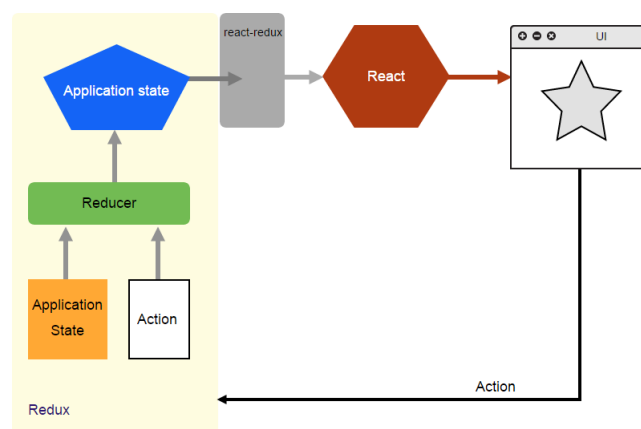 react-redux
UI
Application state
React
Reducer
Application
State
Action
Action
Redux